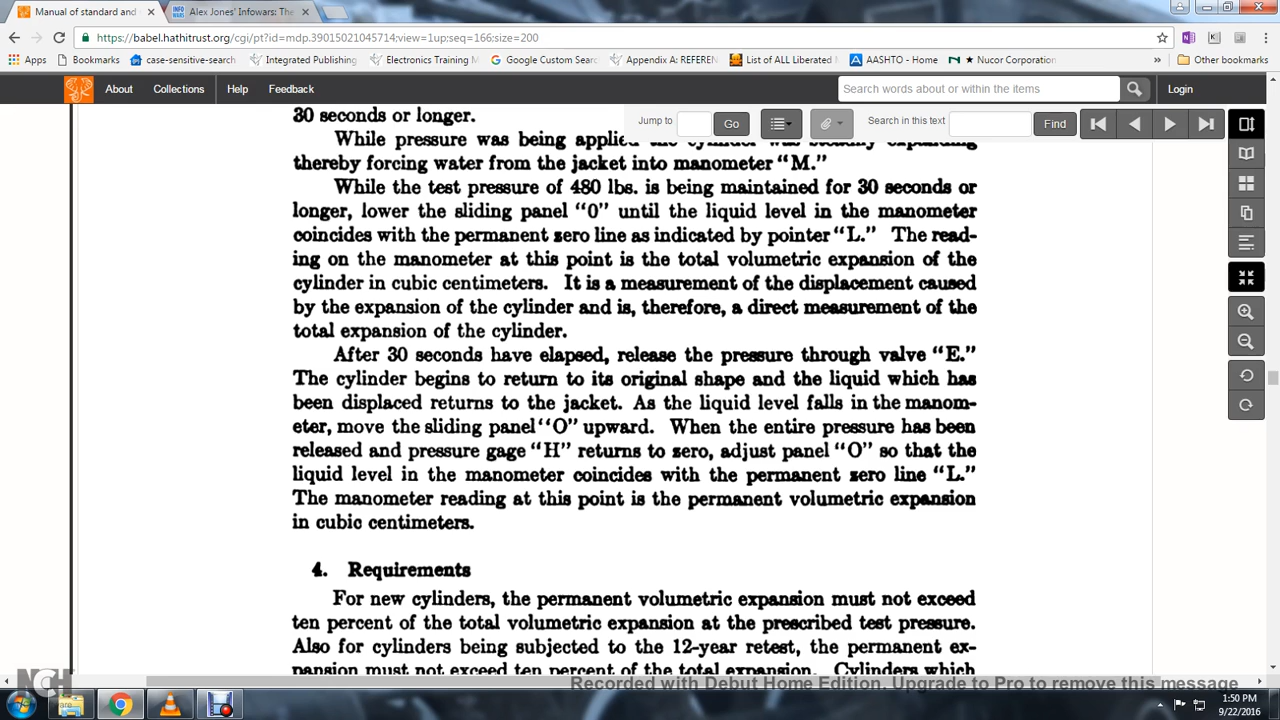 Manual of standard and
Alex Jones' Infowars: The
https://babel.hathitrust.org/cgi/pt?id=mdp.39015021045714;view=1up;seq=166;size=200
Apps Bookmarks case-sensitive-search Integrated Publishing Electronics Training M Google Custom Sear Appendix A: REFEREN List of ALL Liberated AASHTO - Home ★ Nucor Corporation Other bookmarks
About Collections Help Feedback Search words about or within the items Login
Jump to Go Search in this text Find
30 seconds or longer.
While pressure was being applied the cylinder was steadily expanding
thereby forcing water from the jacket into manometer “M.”
While the test pressure of 480 lbs. is being maintained for 30 seconds or
longer, lower the sliding panel “0” until the liquid level in the manometer
coincides with the permanent zero line as indicated by pointer “L.” The read-
ing on the manometer at this point is the total volumetric expansion of the
cylinder in cubic centimeters. It is a measurement of the displacement caused
by the expansion of the cylinder and is, therefore, a direct measurement of the
total expansion of the cylinder.
After 30 seconds have elapsed, release the pressure through valve “E.”
The cylinder begins to return to its original shape and the liquid which has
been displaced returns to the jacket. As the liquid level falls in the manom-
eter, move the sliding panel “O” upward. When the entire pressure has been
released and pressure gage “H” returns to zero, adjust panel “O” so that the
liquid level in the manometer coincides with the permanent zero line “L.”
The manometer reading at this point is the permanent volumetric expansion
in cubic centimeters.
4. Requirements
For new cylinders, the permanent volumetric expansion must not exceed
ten percent of the total volumetric expansion at the prescribed test pressure.
Also for cylinders being subjected to the 12-year retest, the permanent ex-
pansion must not exceed ten percent of the total expansion. Cylinders which
Recorded with Debut Home Edition. Upgrade to Pro to remove this message
NCH
1:50 PM
9/22/2016